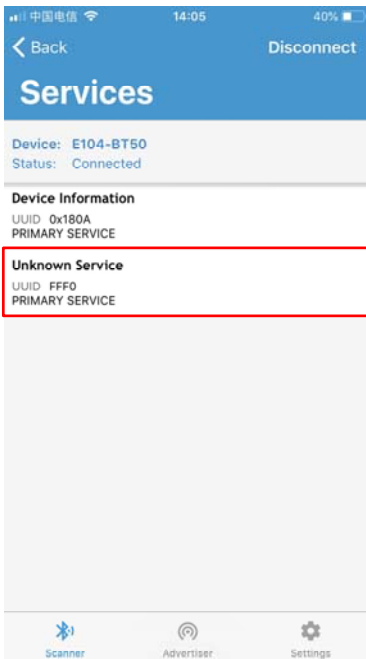 中国电信 14:05 40%
Back Disconnect
Services
Device: E104-BT50
Status: Connected
Device Information
UUID 0x180A
PRIMARY SERVICE
Unknown Service
UUID FFF0
PRIMARY SERVICE
Scanner Advertiser Settings